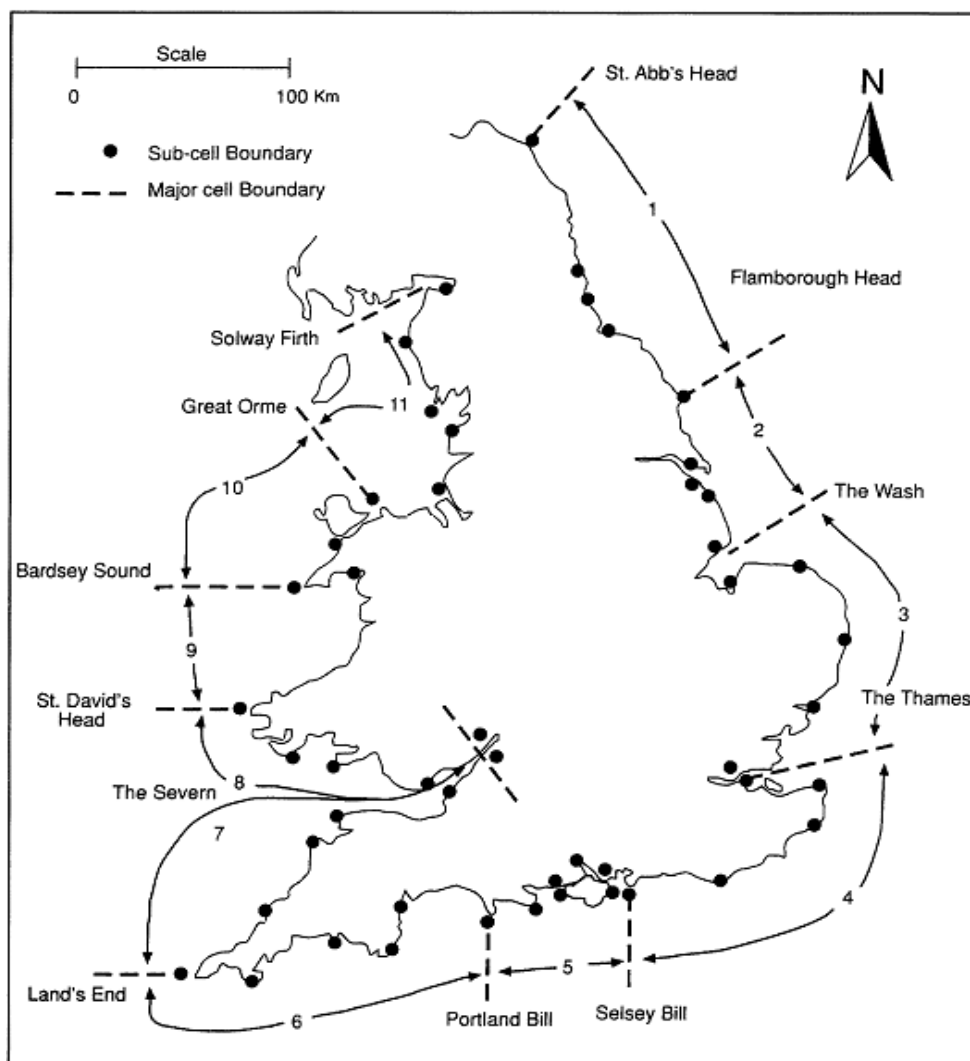 Scale
0 100 Km
Sub-cell Boundary
Major cell Boundary
St. Abb's Head
N
1
Flamborough Head
Solway Firth
Great Orme
11
2
10
The Wash
Bardsey Sound
3
9
St. David's
Head
The Thames
8
The Severn
7
4
Land's End
5
6
Portland Bill
Selsey Bill